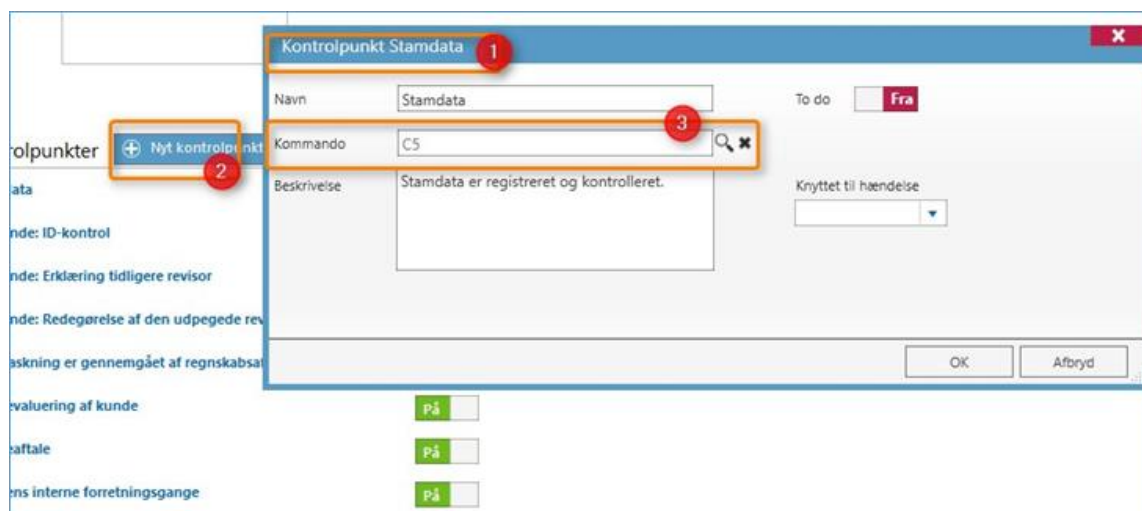 Kontrolpunkt Stamdata 1
Navn Stamdata To do Fra
3
Kommando C5
rolpunkter Nyt kontrolpunkt
2
Beskrivelse Stamdata er registreret og kontrolleret. Knyttet til hændelse
ata
nde: ID-kontrol
nde: Erklæring tidligere revisor
nde: Redegørelse af den udpegede rev
askning er gennemgået af regnskabsa
OK Afbryd
evaluering af kunde På
eaftale På
ens interne forretningsgange På